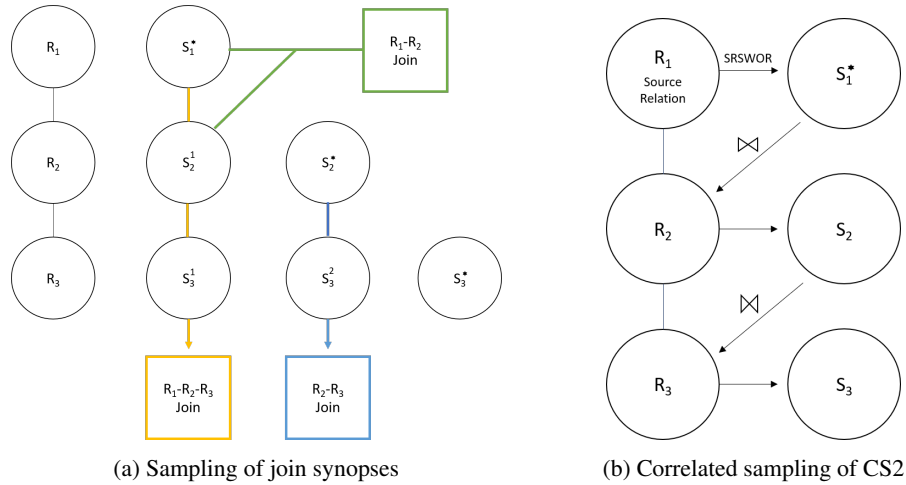 R₁
S₁*
R₁-R₂
Join
R₂
S₂¹
S₂*
R₃
S₃¹
S₃²
S₃*
R₁-R₂-R₃
Join
R₂-R₃
Join
(a) Sampling of join synopses
R₁
Source
Relation
SRSWOR
S₁*
⋈
R₂
S₂
⋈
R₃
S₃
(b) Correlated sampling of CS2